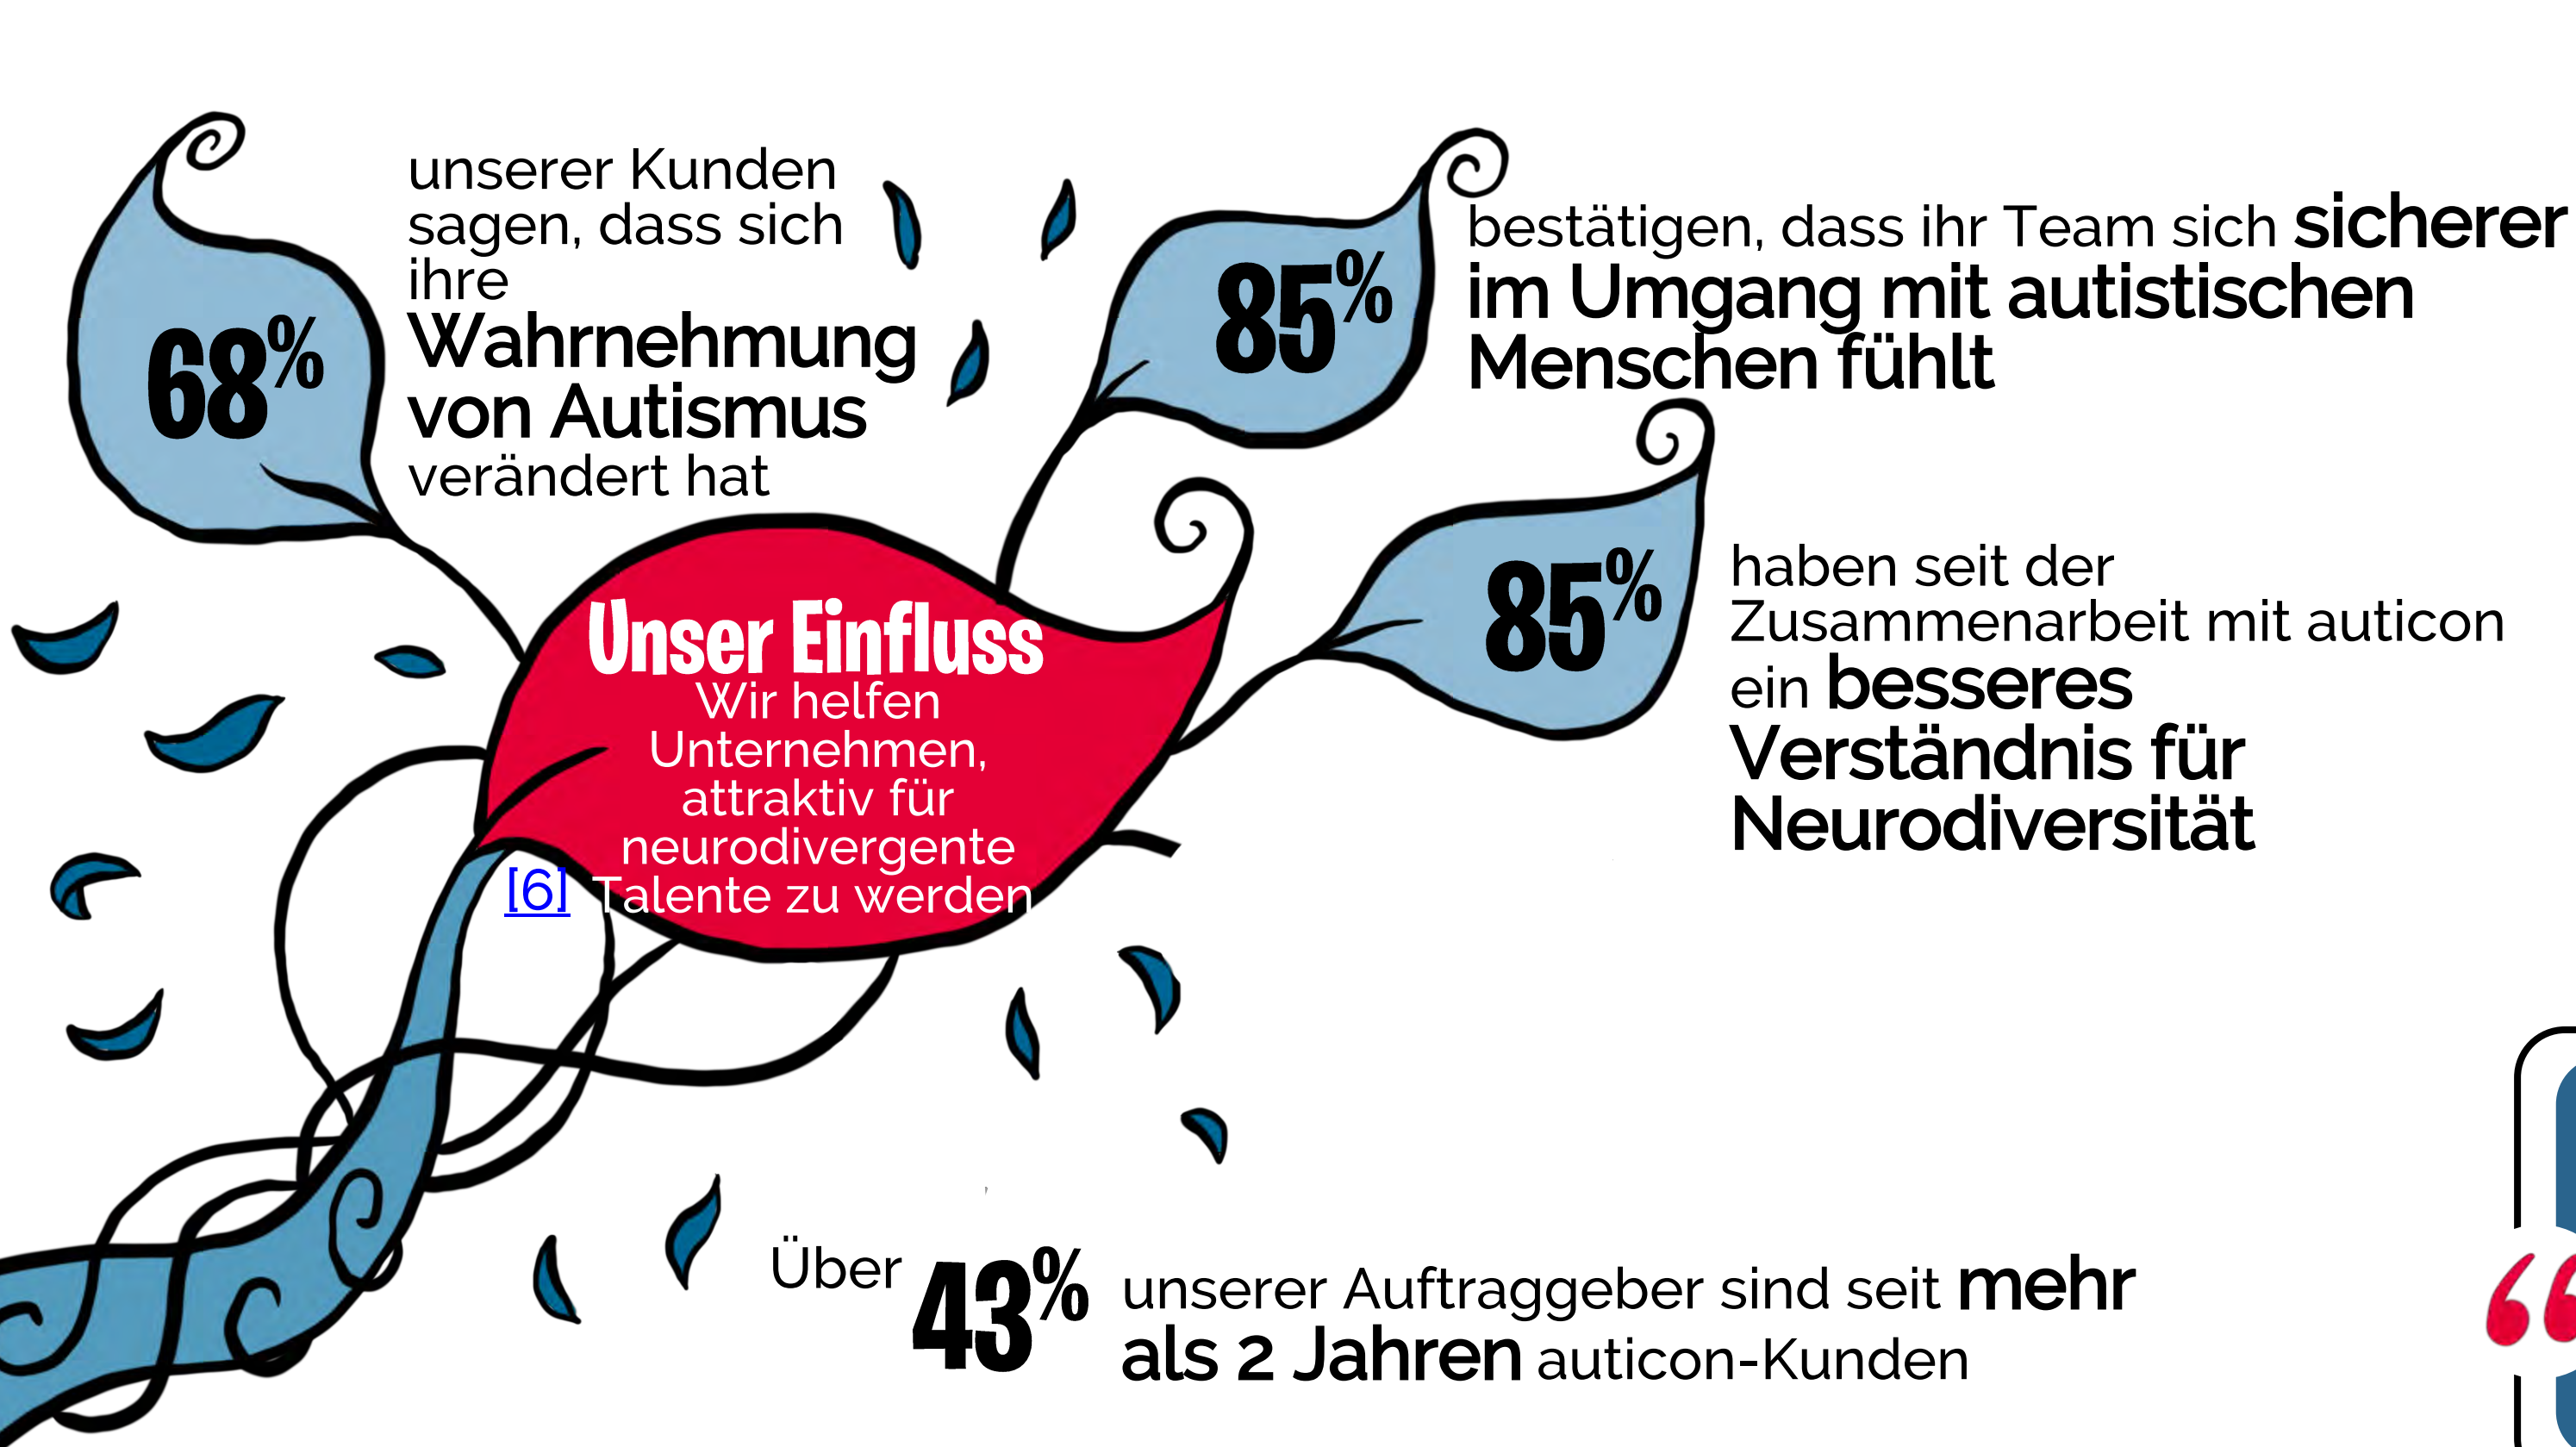 68%
unserer Kunden
sagen, dass sich
ihre
Wahrnehmung
von Autismus
verändert hat
85%
bestätigen, dass ihr Team sich sicherer
im Umgang mit autistischen
Menschen fühlt
85%
haben seit der
Zusammenarbeit mit auticon
ein besseres
Verständnis für
Neurodiversität
Unser Einfluss
Wir helfen
Unternehmen,
attraktiv für
neurodivergente
[6] Talente zu werden
Über 43% unserer Auftraggeber sind seit mehr
als 2 Jahren auticon-Kunden
“